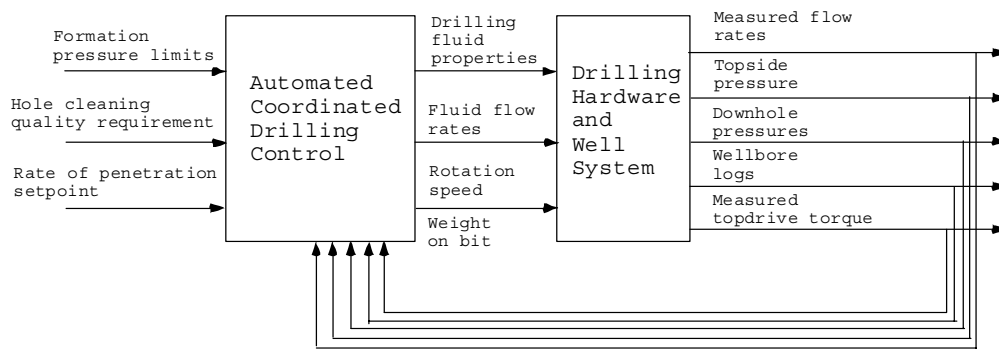 Formation
pressure limits
Hole cleaning
quality requirement
Rate of penetration
setpoint
Automated
Coordinated
Drilling
Control
Drilling
fluid
properties
Fluid flow
rates
Rotation
speed
Weight
on bit
Drilling
Hardware
and
Well
System
Measured flow
rates
Topside
pressure
Downhole
pressures
Wellbore
logs
Measured
topdrive torque